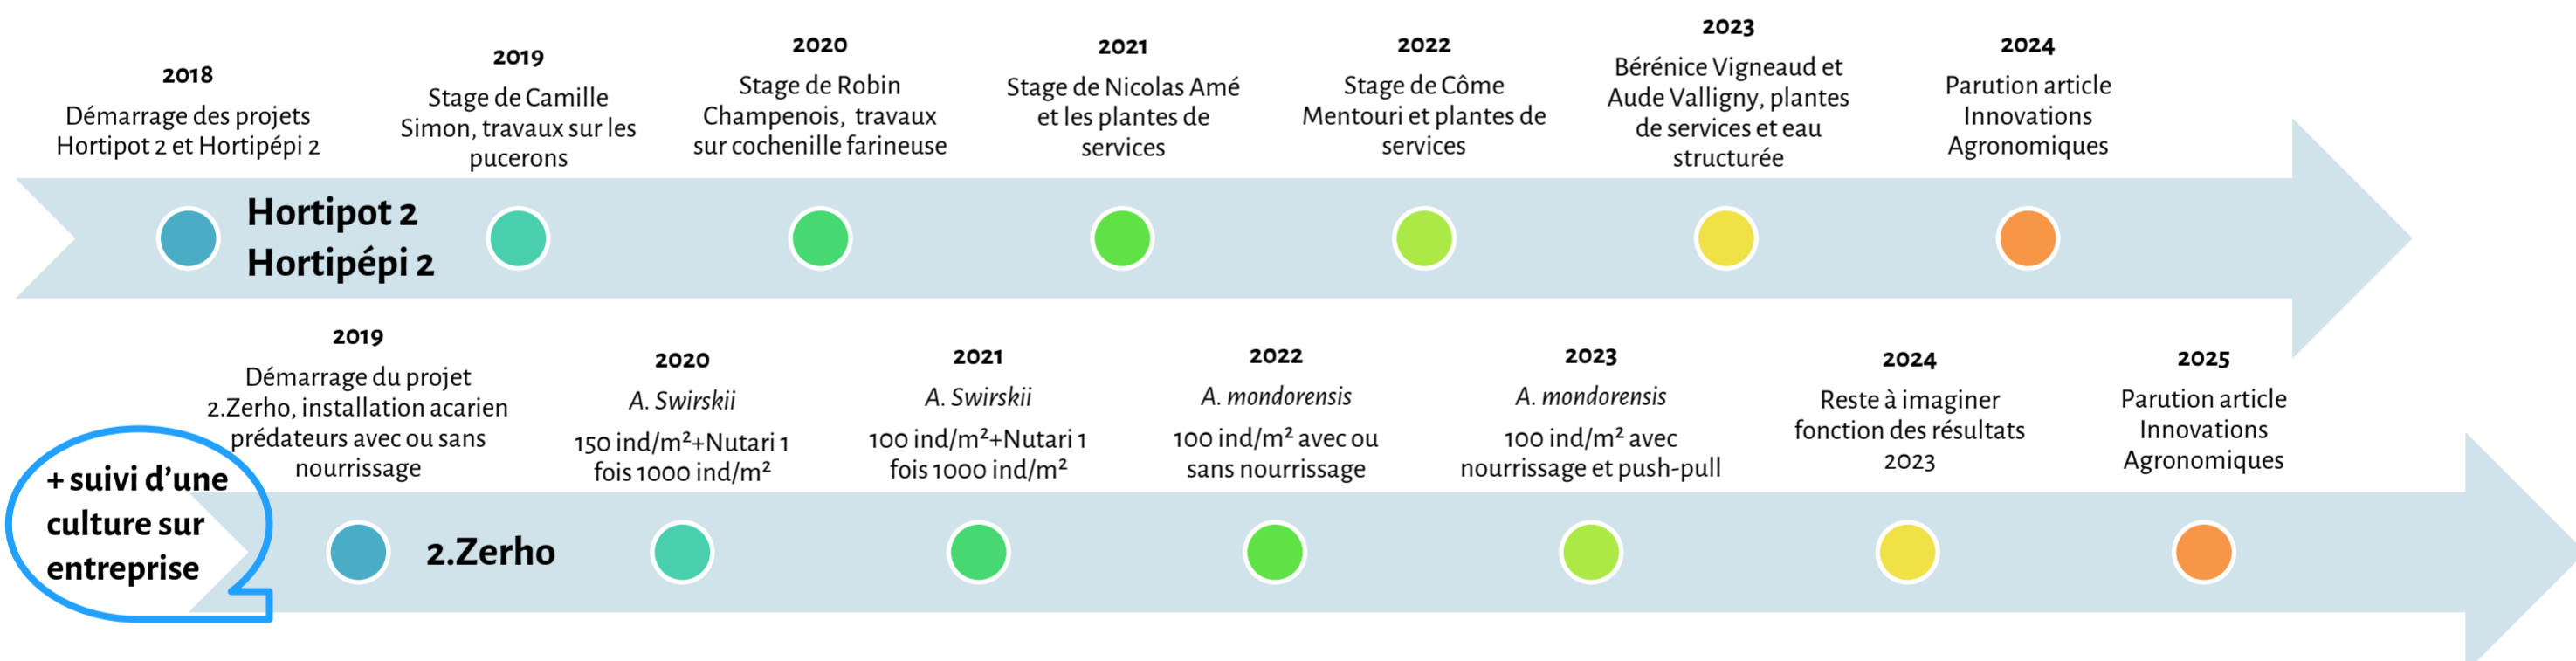 2018
Démarrage des projets
Hortipot 2 et Hortipépi 2
2019
Stage de Camille
Simon, travaux sur les
pucerons
2020
Stage de Robin
Champenois, travaux
sur cochenille farineuse
2021
Stage de Nicolas Amé
et les plantes de
services
2022
Stage de Côme
Mentouri et plantes de
services
2023
Bérénice Vigneaud et
Aude Valligny, plantes
de services et eau
structurée
2024
Parution article
Innovations
Agronomiques
Hortipot 2
Hortipépi 2
2019
Démarrage du projet
2.Zerho, installation acarien
prédateurs avec ou sans
nourrissage
2020
A. Swirskii
150 ind/m²+Nutari 1
fois 1000 ind/m²
2021
A. Swirskii
100 ind/m²+Nutari 1
fois 1000 ind/m²
2022
A. mondorensis
100 ind/m² avec ou
sans nourrissage
2023
A. mondorensis
100 ind/m² avec
nourrissage et push-pull
2024
Reste à imaginer
fonction des résultats
2023
2025
Parution article
Innovations
Agronomiques
+ suivi d'une
culture sur
entreprise
2.Zerho